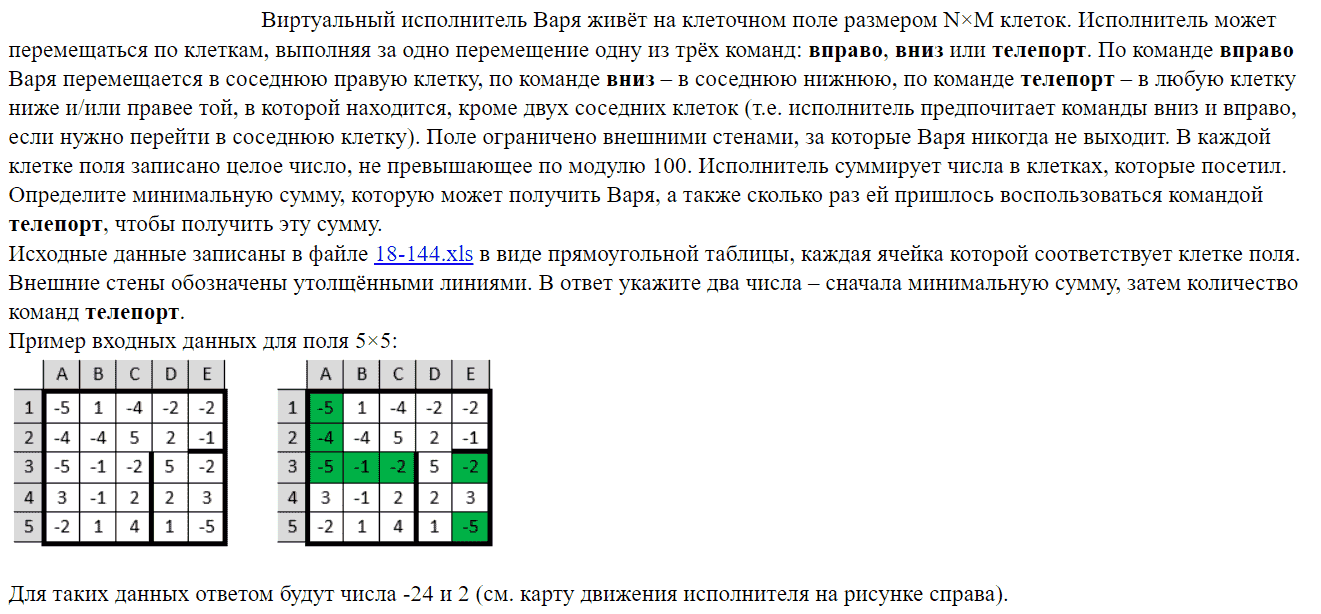 Виртуальный исполнитель Варя живёт на клеточном поле размером N×M клеток. Исполнитель может
перемещаться по клеткам, выполняя за одно перемещение одну из трёх команд: вправо, вниз или телепорт. По команде вправо
Варя перемещается в соседнюю правую клетку, по команде вниз – в соседнюю нижнюю, по команде телепорт – в любую клетку
ниже и/или правее той, в которой находится, кроме двух соседних клеток (т.е. исполнитель предпочитает команды вниз и вправо,
если нужно перейти в соседнюю клетку). Поле ограничено внешними стенами, за которые Варя никогда не выходит. В каждой
клетке поля записано целое число, не превышающее по модулю 100. Исполнитель суммирует числа в клетках, которые посетил.
Определите минимальную сумму, которую может получить Варя, а также сколько раз ей пришлось воспользоваться командой
телепорт, чтобы получить эту сумму.
Исходные данные записаны в файле 18-144.xls в виде прямоугольной таблицы, каждая ячейка которой соответствует клетке поля.
Внешние стены обозначены утолщёнными линиями. В ответ укажите два числа – сначала минимальную сумму, затем количество
команд телепорт.
Пример входных данных для поля 5×5:
A B C D E A B C D E
1 -5 1 -4 -2 -2 1 -5 1 -4 -2 -2
2 -4 -4 5 2 -1 2 -4 -4 5 2 -1
3 -5 -1 -2 5 -2 3 -5 -1 -2 5 -2
4 3 -1 2 2 3 4 3 -1 2 2 3
5 -2 1 4 1 -5 5 -2 1 4 1 -5
Для таких данных ответом будут числа -24 и 2 (см. карту движения исполнителя на рисунке справа).